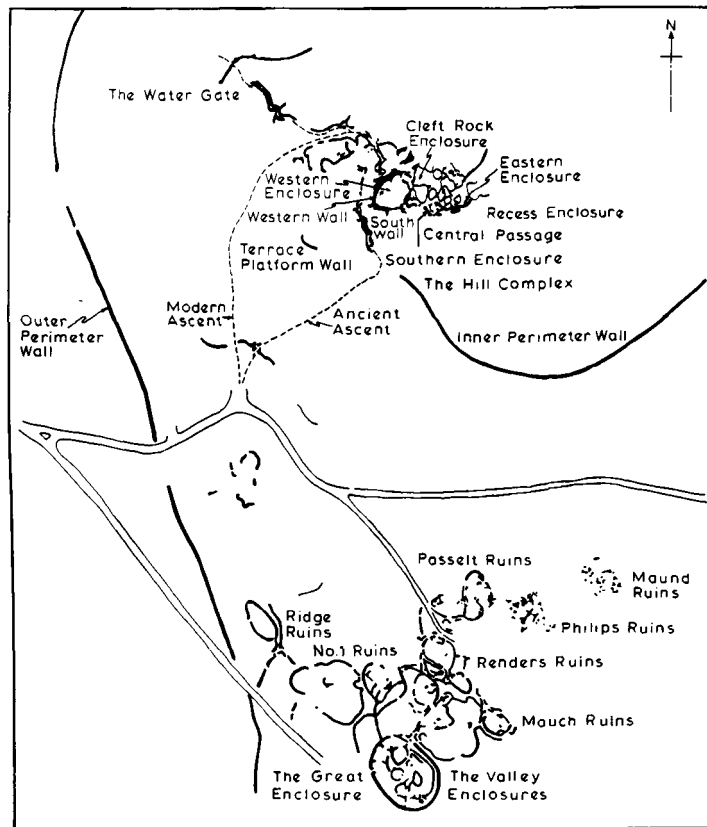 N
The Water Gate
Cleft Rock
Enclosure
Eastern
Enclosure
Western
Enclosure
Western Wall
South
Wall
Recess Enclosure
Central Passage
Terrace
Platform Wall
Southern Enclosure
The Hill Complex
Modern
Ascent
Ancient
Ascent
Outer
Perimeter
Wall
Inner Perimeter Wall
Passelt Ruins
Maund
Ruins
Philips Ruins
Ridge
Ruins
No.1 Ruins
Renders Ruins
Mauch Ruins
The Great
Enclosure
The Valley
Enclosures